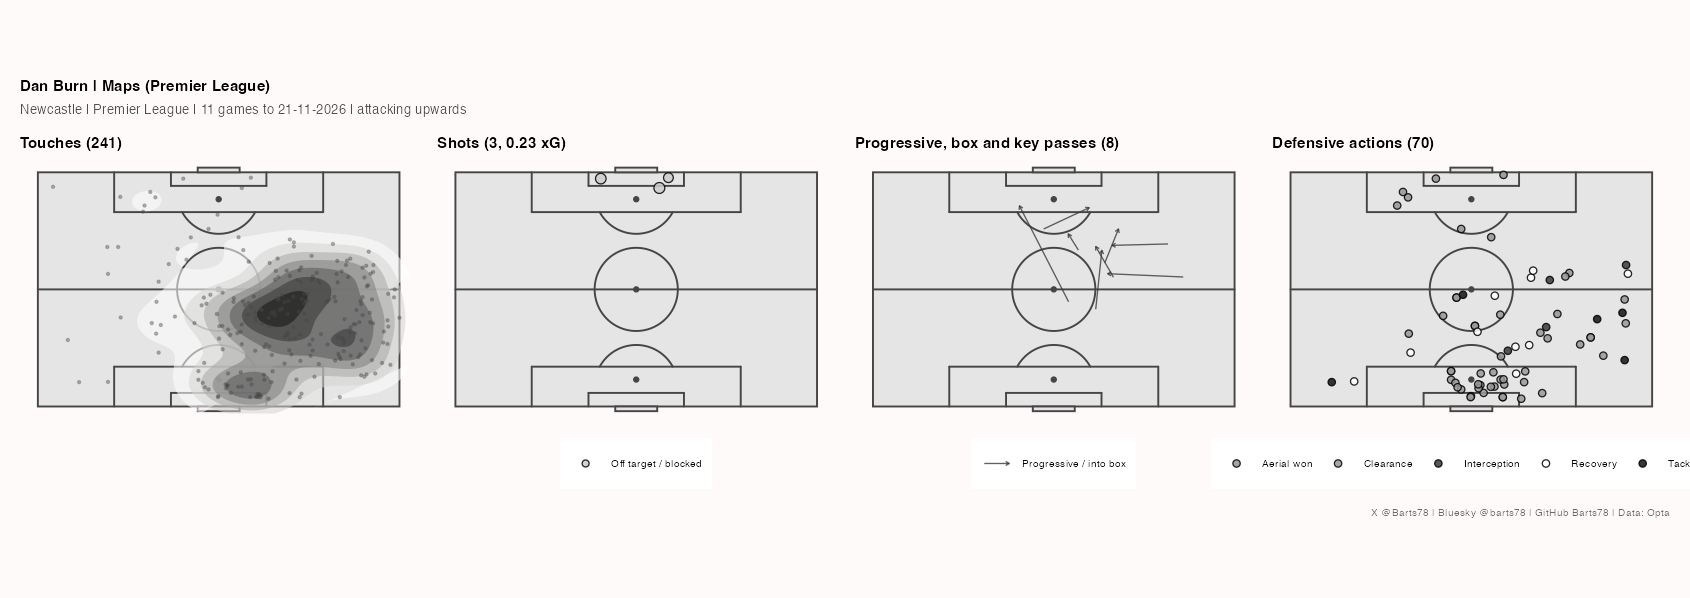 Dan Burn | Maps (Premier League)
Newcastle | Premier League | 11 games to 21-11-2026 | attacking upwards
Touches (241)
Shots (3, 0.23 xG)
Progressive, box and key passes (8)
Defensive actions (70)
Off target / blocked
Progressive / into box
Aerial won
Clearance
Interception
Recovery
Tack
X @Barts78 | Bluesky @barts78 | GitHub Barts78 | Data: Opta